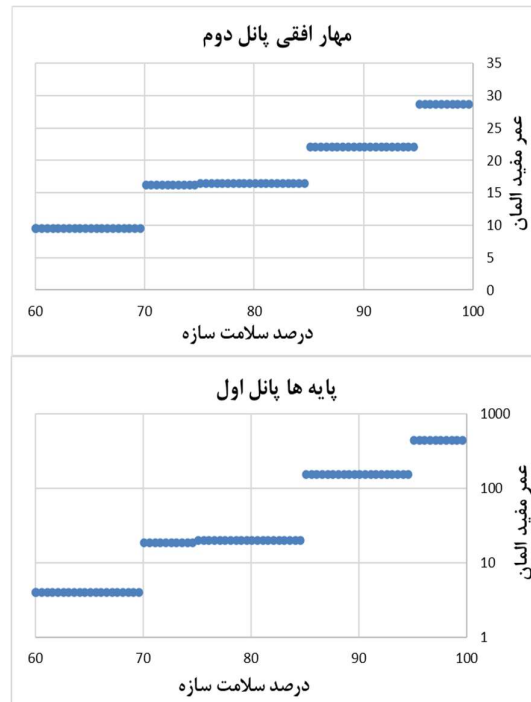 مهار افقی پانل دوم
35
30
25
20
15
10
5
0
عمر مفید المان
60 70 80 90 100
درصد سلامت سازه
پایه ها پانل اول
1000
100
10
1
عمر مفید المان
60 70 80 90 100
درصد سلامت سازه